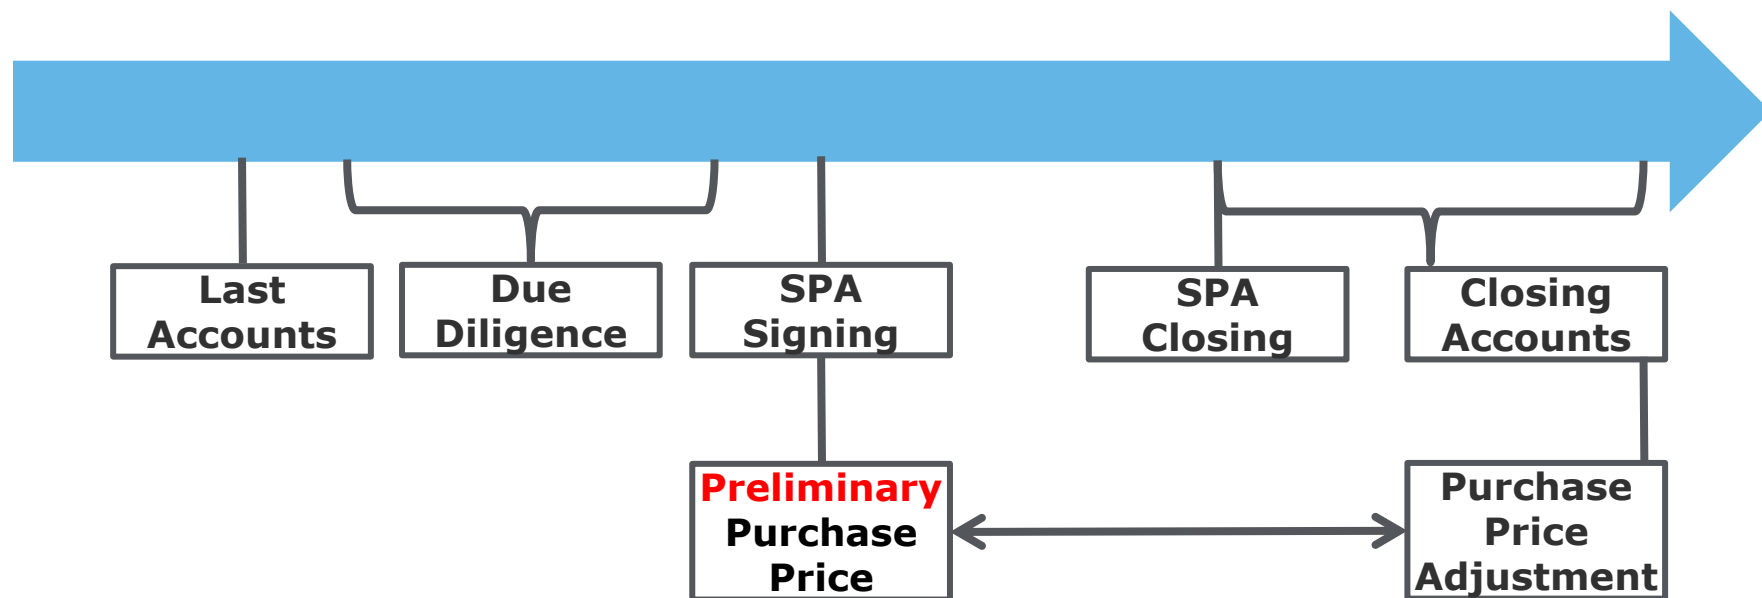 Last
Accounts
Due
Diligence
SPA
Signing
SPA
Closing
Closing
Accounts
Preliminary
Purchase
Price
Purchase
Price
Adjustment